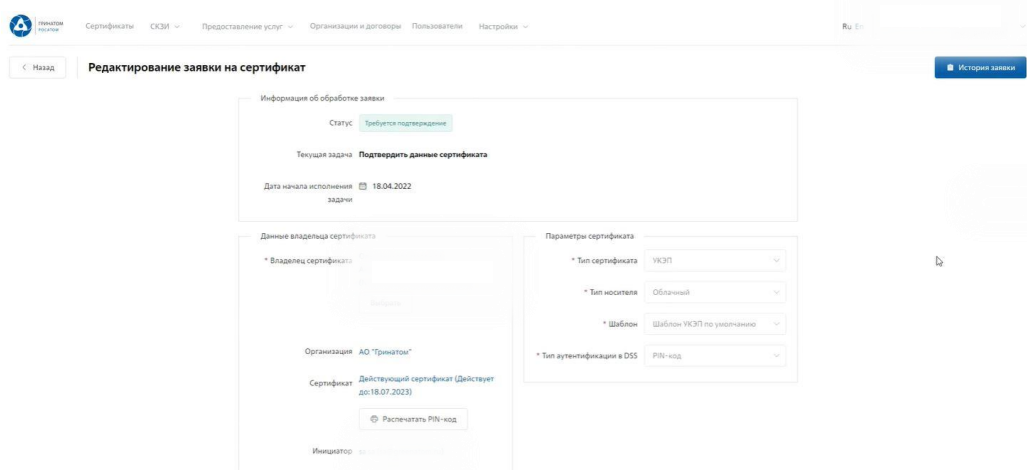 ГРИНАТОМ
РОСАТОМ
Сертификаты СКЗИ Предоставление услуг Организации и договоры Пользователи Настройки
Ru En
Назад
Редактирование заявки на сертификат
История заявки
Информация об обработке заявки
Статус Требуется подтверждение
Текущая задача Подтвердить данные сертификата
Дата начала исполнения задачи 18.04.2022
Данные владельца сертификата
* Владелец сертификата
Организация АО "Гринатом"
Сертификат Действующий сертификат (Действует
до:18.07.2023)
Распечатать PIN-код
Инициатор
Параметры сертификата
* Тип сертификата УКЭП
* Тип носителя Облачный
* Шаблон Шаблон УКЭП по умолчанию
* Тип аутентификации в DSS PIN-код